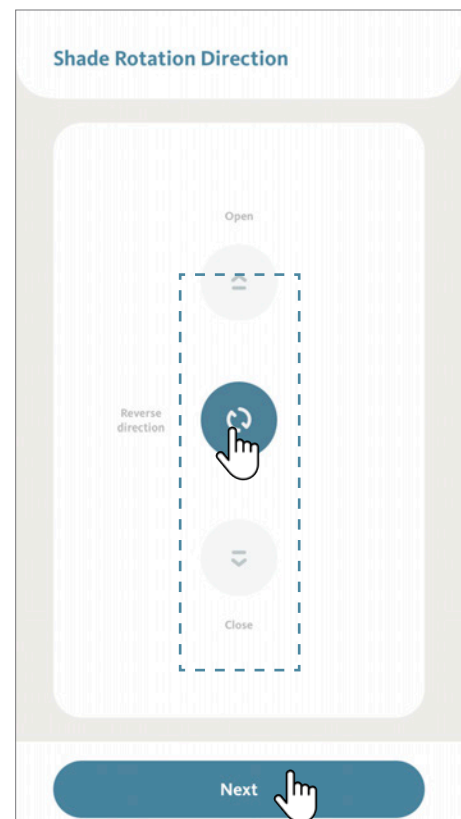 Shade Rotation Direction
Open
Reverse
direction
Close
Next